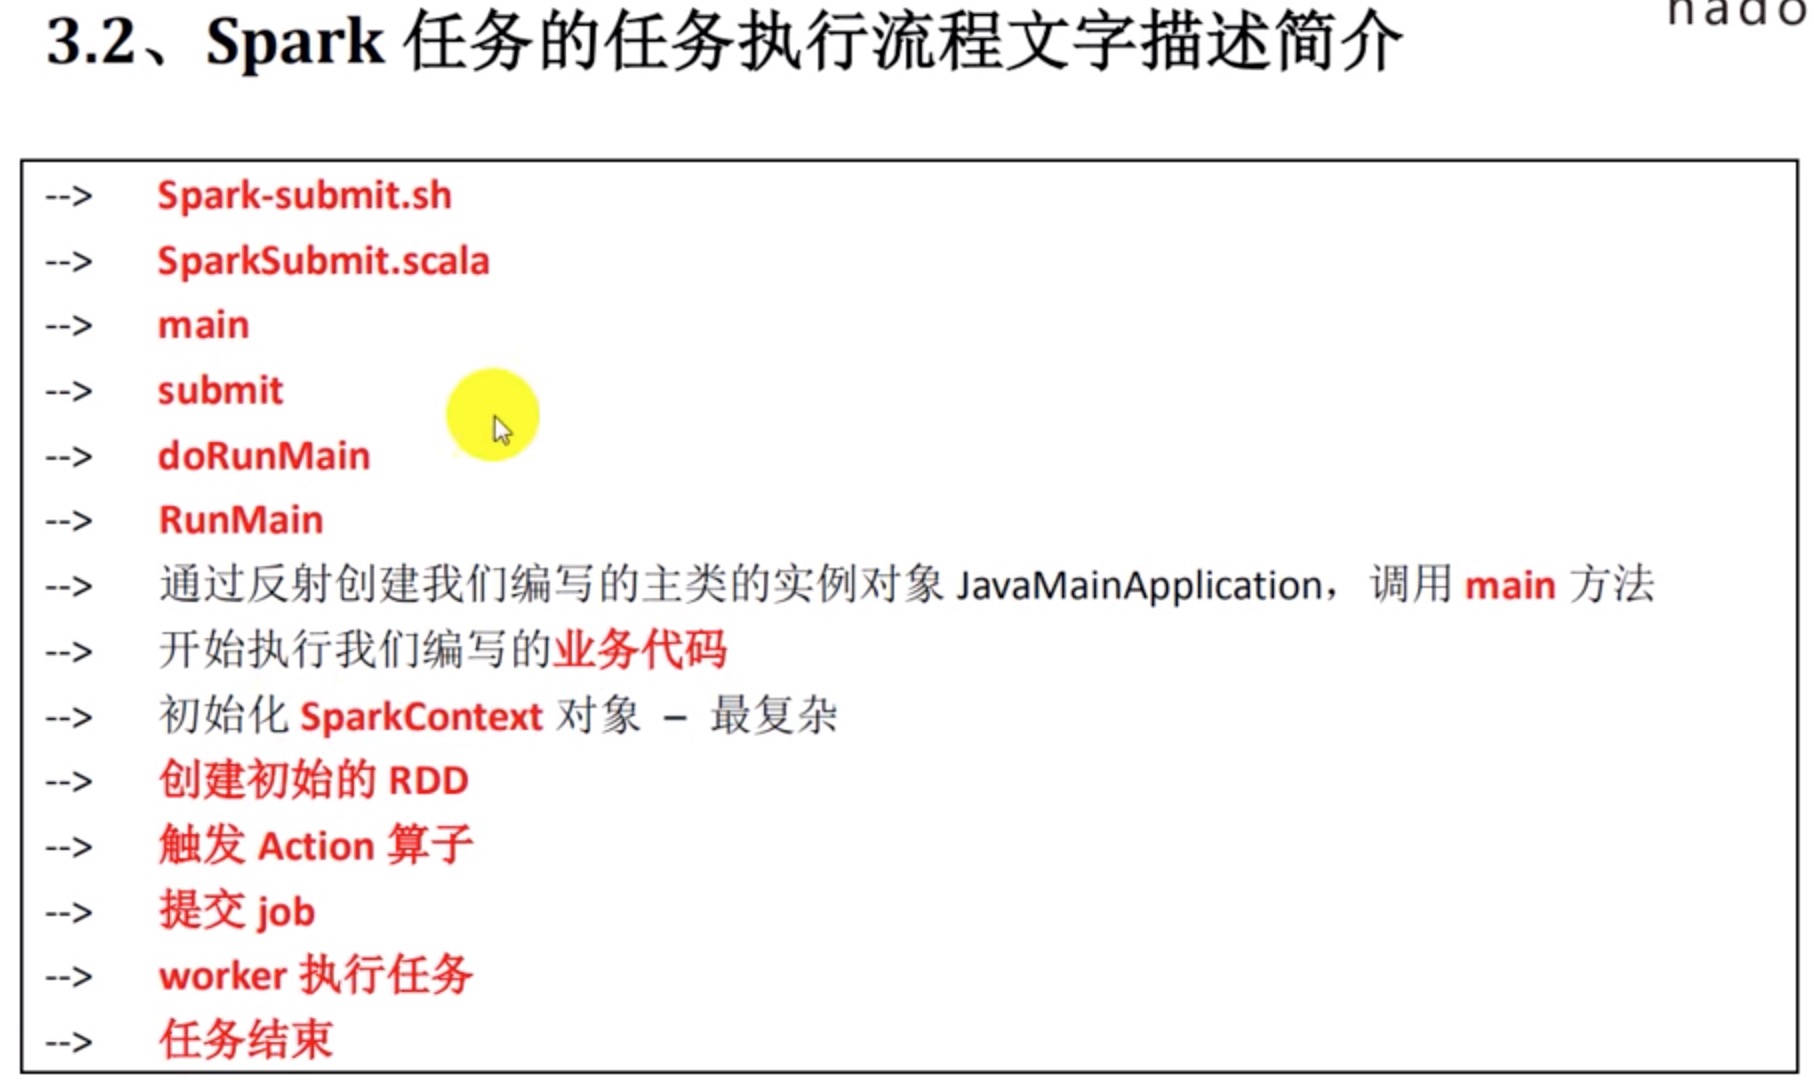 hado
3.2、Spark 任务的任务执行流程文字描述简介
--> Spark-submit.sh
--> SparkSubmit.scala
--> main
--> submit
--> doRunMain
--> RunMain
--> 通过反射创建我们编写的主类的实例对象 JavaMainApplication，调用 main 方法
--> 开始执行我们编写的业务代码
--> 初始化 SparkContext 对象 – 最复杂
--> 创建初始的 RDD
--> 触发 Action 算子
--> 提交 job
--> worker 执行任务
--> 任务结束